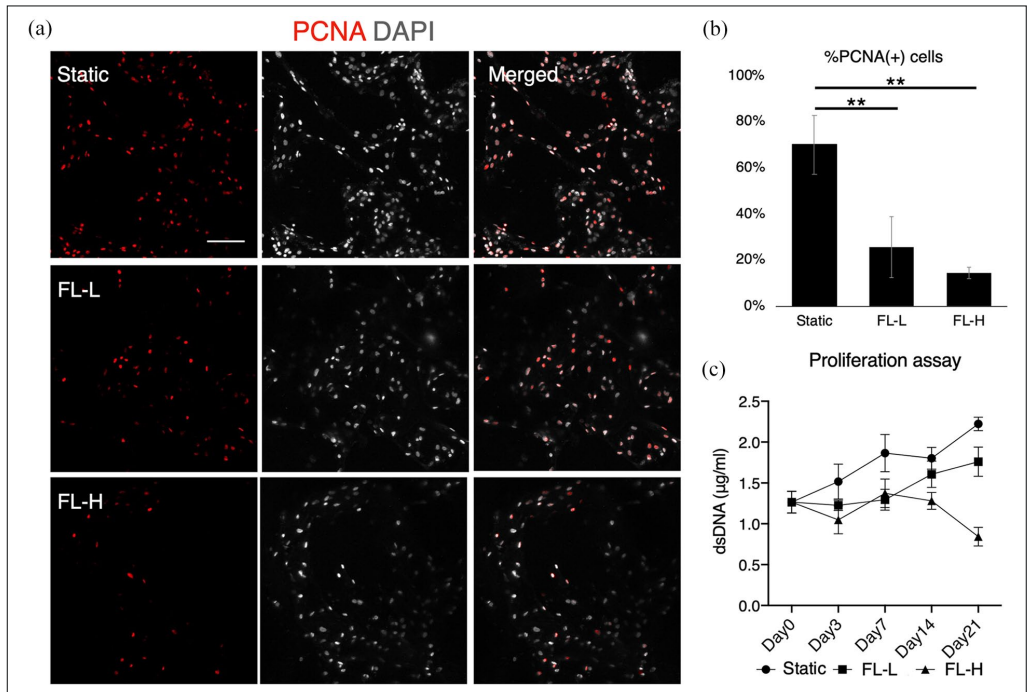 (a)
PCNA DAPI
Static
Merged
FL-L
FL-H
(b)
%PCNA(+) cells
100%
80%
60%
40%
20%
0%
**
**
Static FL-L FL-H
(c)
Proliferation assay
dsDNA (µg/ml)
2.5
2.0
1.5
1.0
0.5
0.0
Day0 Day3 Day7 Day14 Day21
Static FL-L FL-H